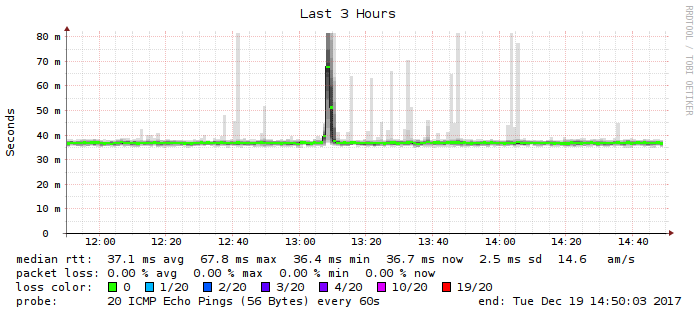 Last 3 Hours
RRDTOOL / TOBI OETIKER
Seconds
80 m
70 m
60 m
50 m
40 m
30 m
20 m
10 m
0
12:00 12:20 12:40 13:00 13:20 13:40 14:00 14:20 14:40
median rtt: 37.1 ms avg 67.8 ms max 36.4 ms min 36.7 ms now 2.5 ms sd 14.6 am/s
packet loss: 0.00 % avg 0.00 % max 0.00 % min 0.00 % now
loss color: 0 1/20 2/20 3/20 4/20 10/20 19/20
probe: 20 ICMP Echo Pings (56 Bytes) every 60s end: Tue Dec 19 14:50:03 2017